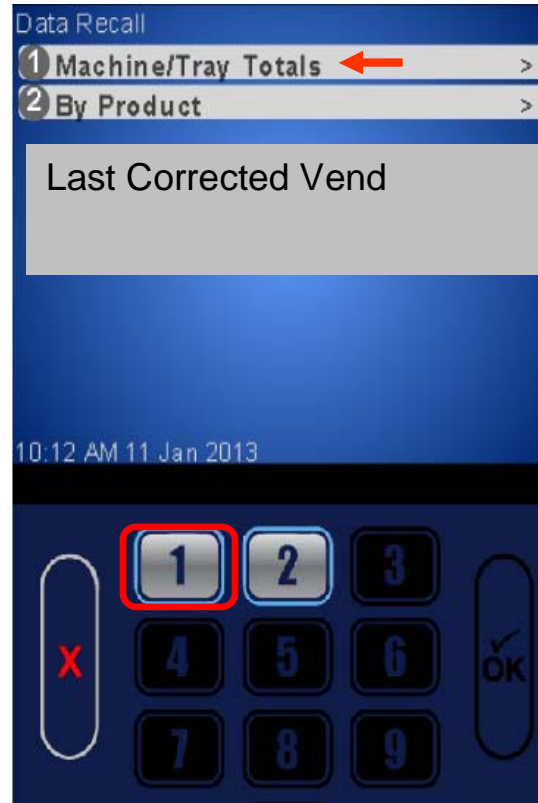 Data Recall
1 Machine/Tray Totals >
2 By Product >
Last Corrected Vend
10:12 AM 11 Jan 2013
1 2 3
X 4 5 6 OK
7 8 9